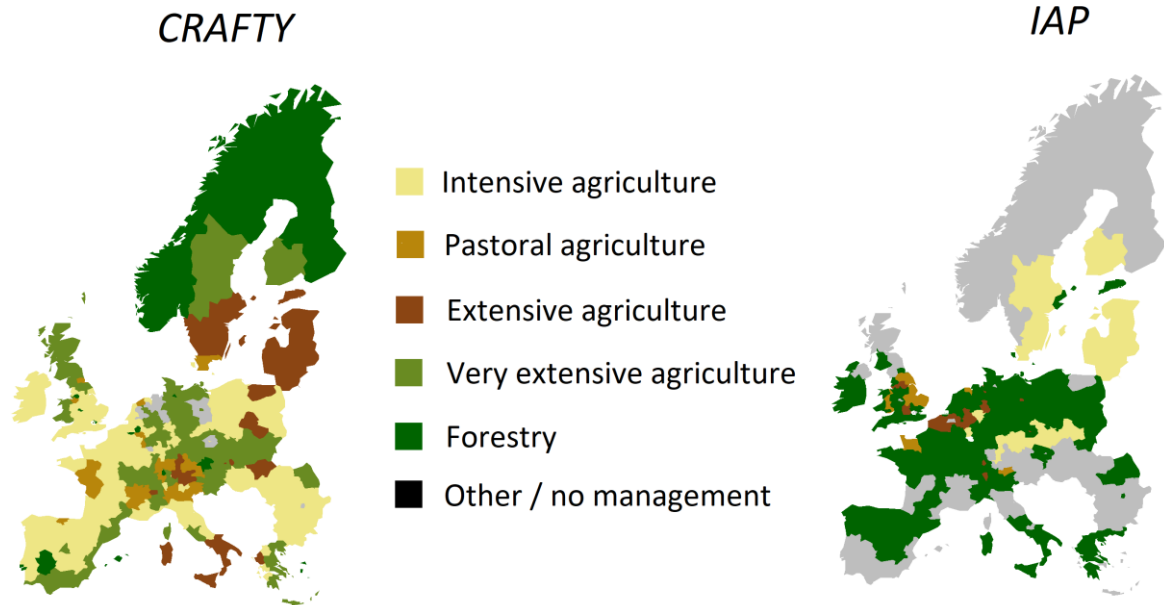 CRAFTY
IAP
Intensive agriculture
Pastoral agriculture
Extensive agriculture
Very extensive agriculture
Forestry
Other / no management